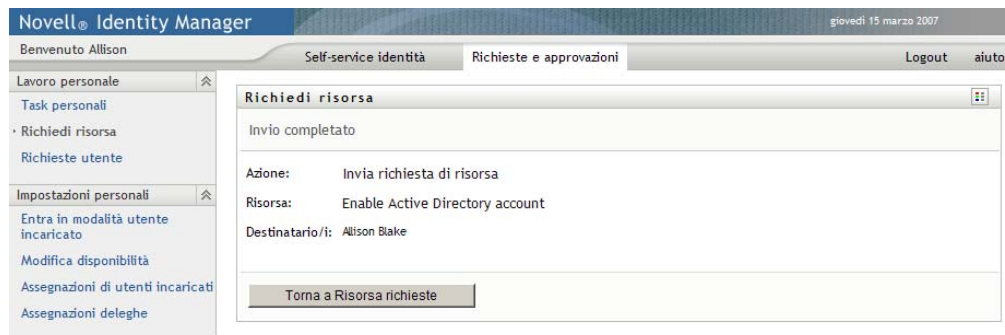 Novell® Identity Manager
giovedì 15 marzo 2007
Benvenuto Allison
Self-service identità
Richieste e approvazioni
Logout
aiuto
Lavoro personale
Task personali
Richiedi risorsa
Richieste utente
Impostazioni personali
Entra in modalità utente
incaricato
Modifica disponibilità
Assegnazioni di utenti incaricati
Assegnazioni deleghe
Richiedi risorsa
Invio completato
Azione: Invia richiesta di risorsa
Risorsa: Enable Active Directory account
Destinatario/i: Allison Blake
Torna a Risorsa richieste